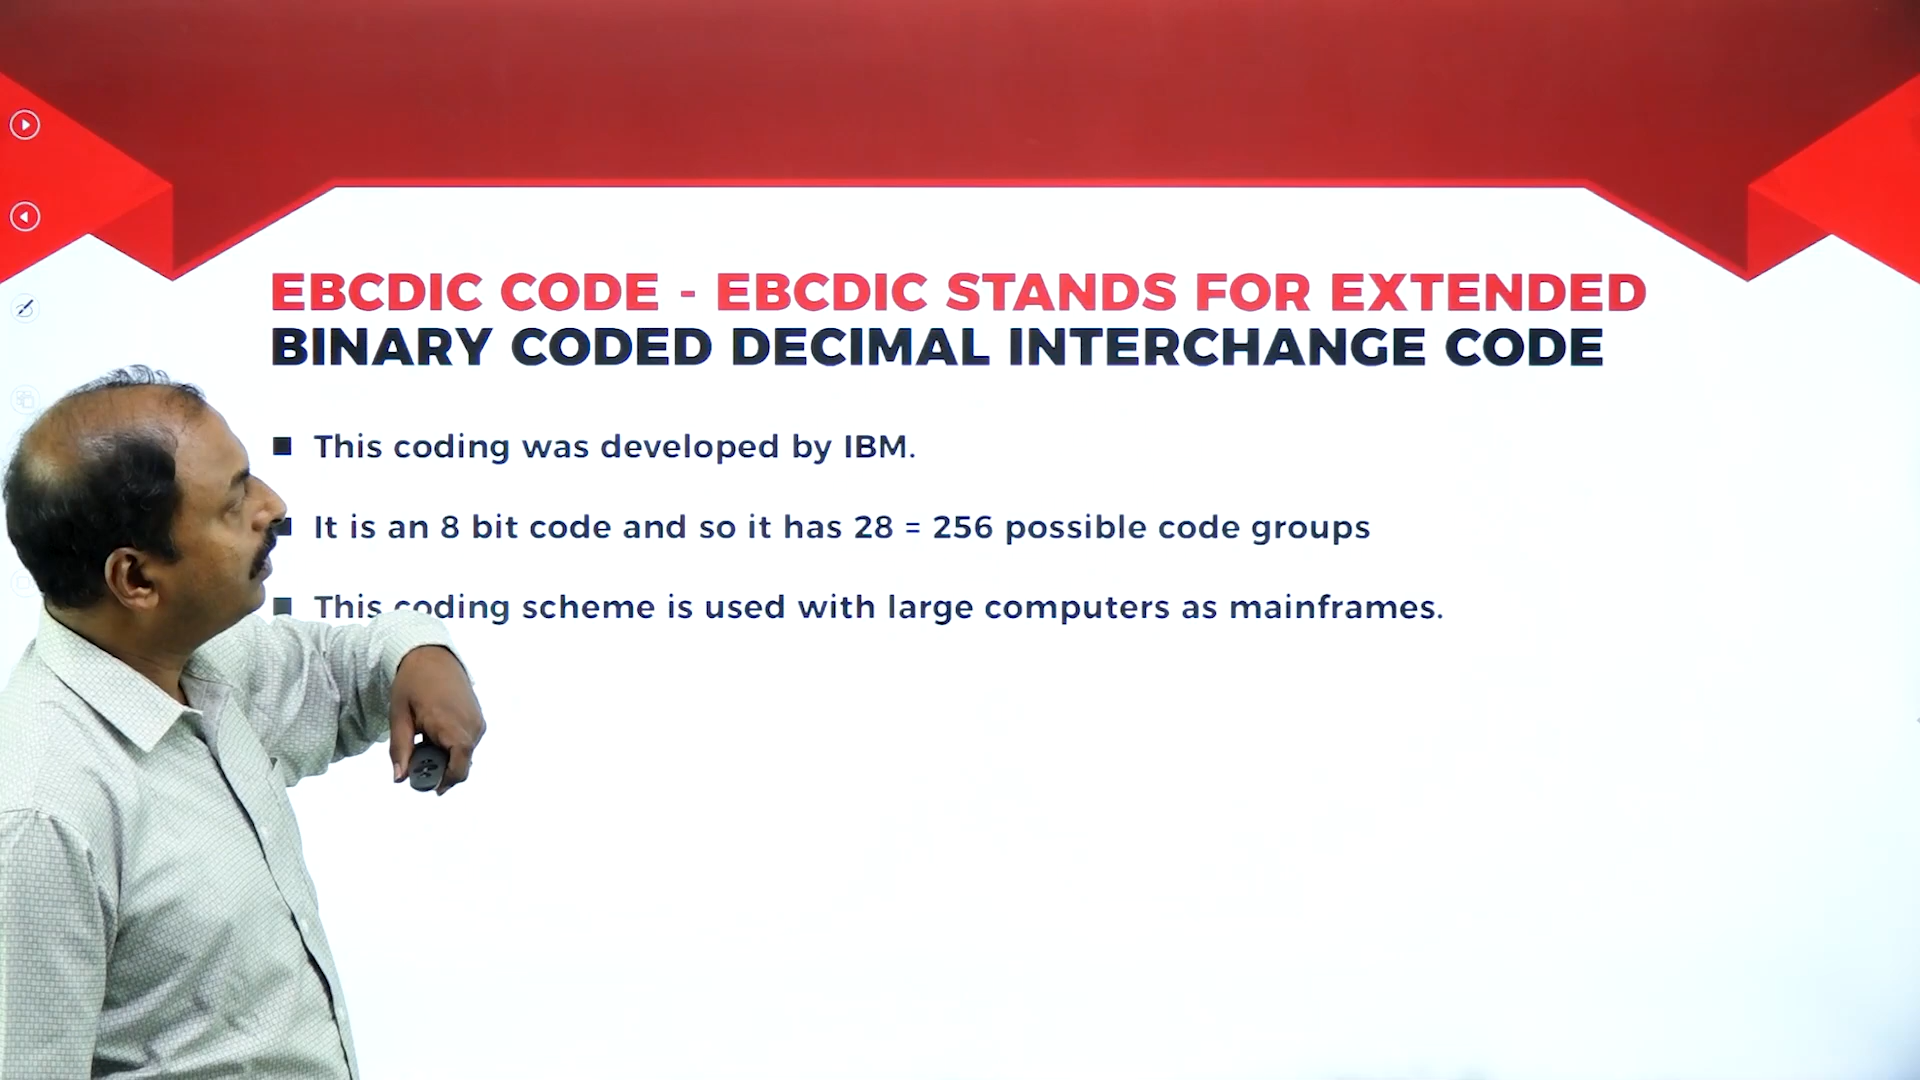 EBCDIC CODE - EBCDIC STANDS FOR EXTENDED
BINARY CODED DECIMAL INTERCHANGE CODE
This coding was developed by IBM.
It is an 8 bit code and so it has 28 = 256 possible code groups
This coding scheme is used with large computers as mainframes.